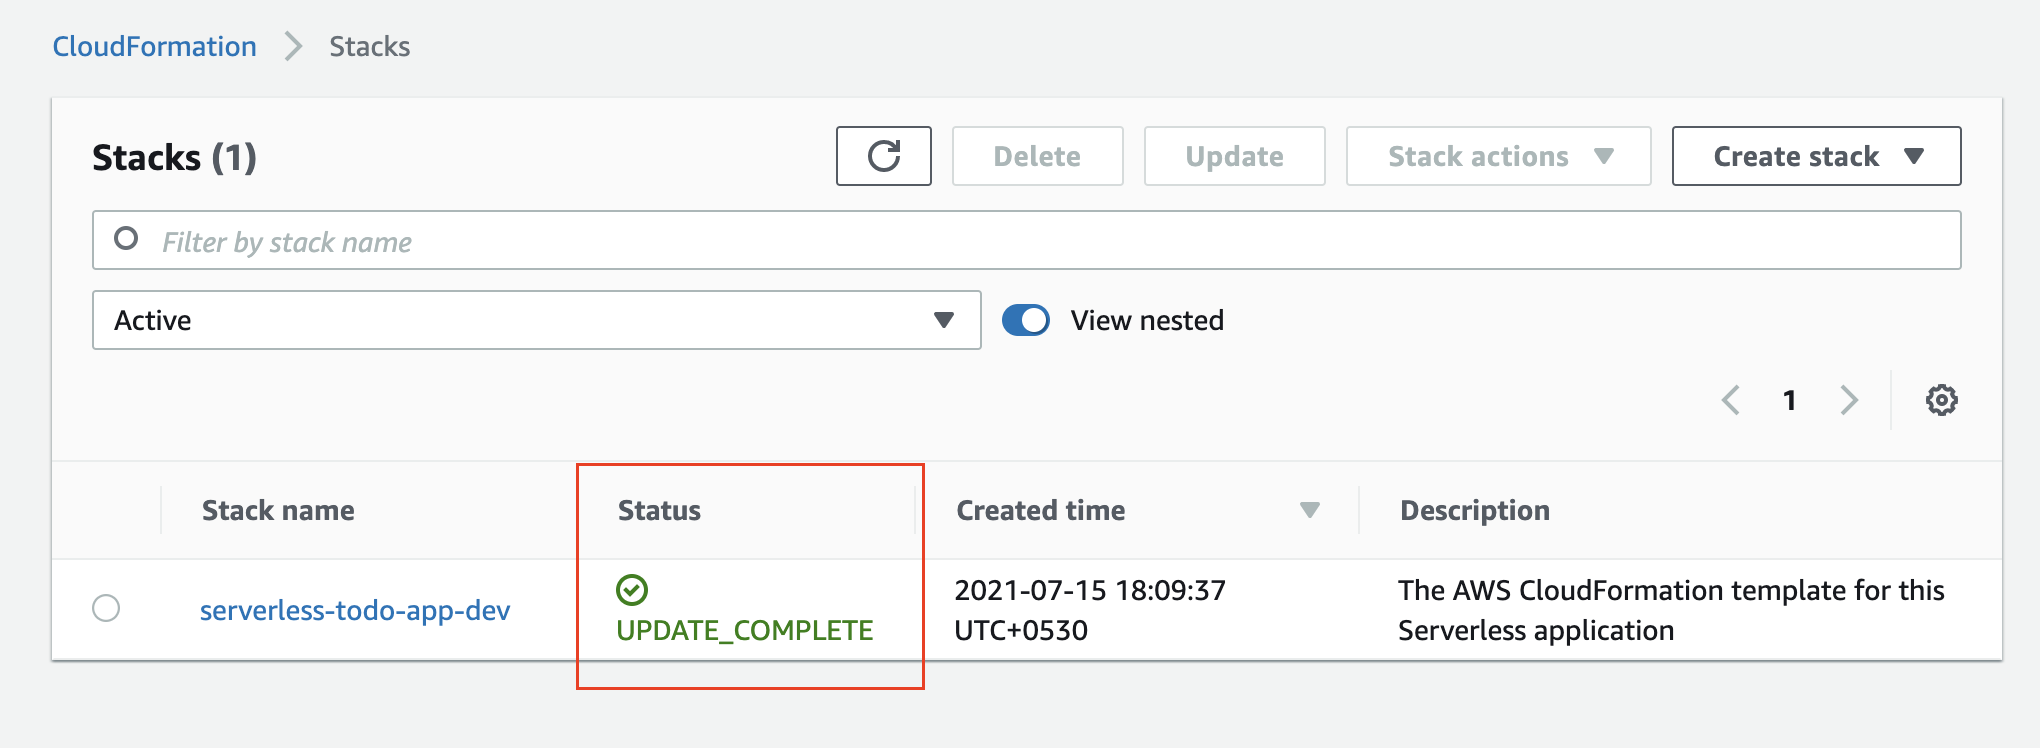 CloudFormation > Stacks
Stacks (1)
Delete
Update
Stack actions
Create stack
Filter by stack name
Active
View nested
1
Stack name
Status
Created time
Description
serverless-todo-app-dev
UPDATE_COMPLETE
2021-07-15 18:09:37
UTC+0530
The AWS CloudFormation template for this
Serverless application